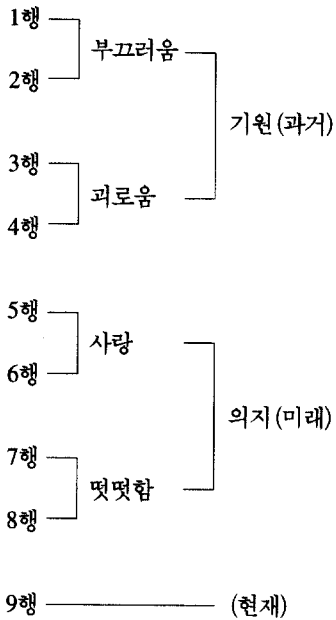 1행
부끄러움
2행
기원(과거)
3행
괴로움
4행
5행
사랑
6행
의지(미래)
7행
떳떳함
8행
9행 (현재)